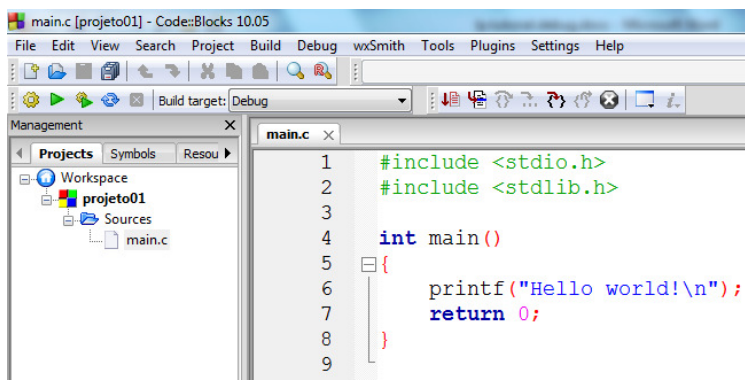 main.c [projeto01] - Code::Blocks 10.05
File Edit View Search Project Build Debug wxSmith Tools Plugins Settings Help
Build target: Debug
Management
main.c
Projects Symbols Resou
Workspace
projeto01
Sources
main.c
1 #include <stdio.h>
2 #include <stdlib.h>
3
4 int main()
5 {
6 printf("Hello world!\n");
7 return 0;
8 }
9